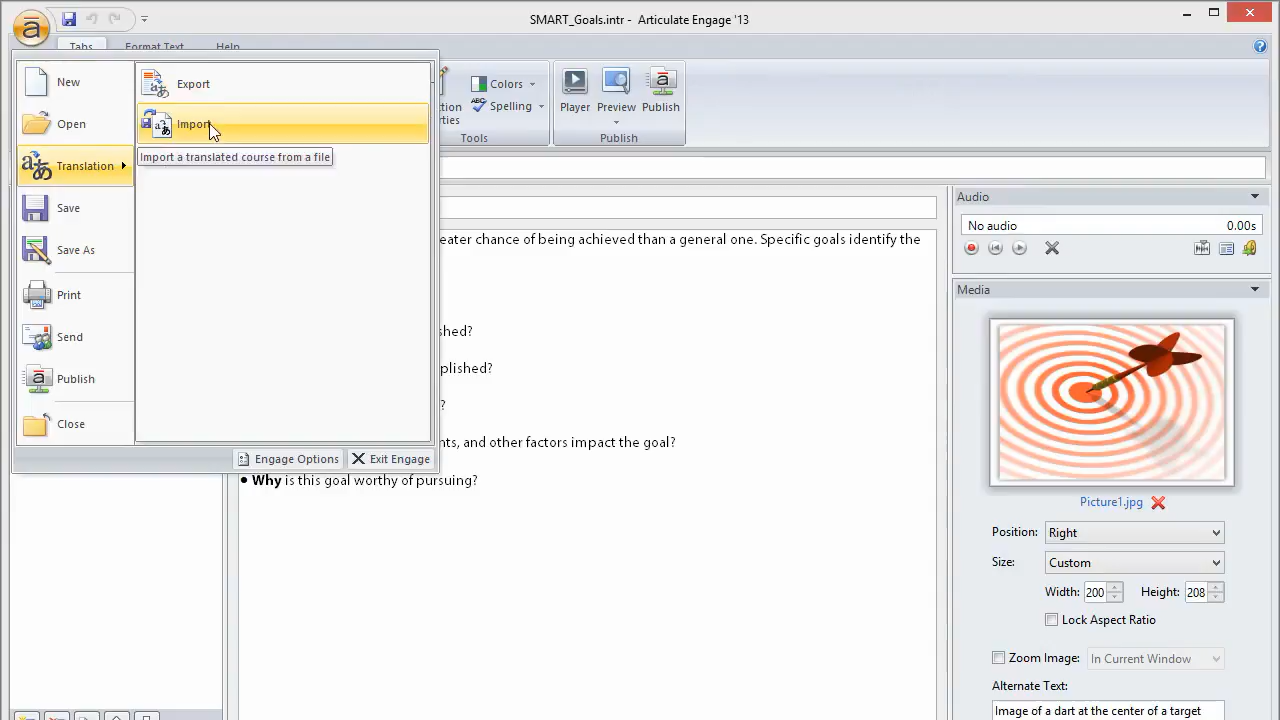 SMART_Goals.intr - Articulate Engage '13
Tabs
Format Text
Help
New
Open
Translation
Save
Save As
Print
Send
Publish
Close
Export
Import
Import a translated course from a file
Engage Options
Exit Engage
Colors
Spelling
Tools
Player
Preview
Publish
Publish
chance of being achieved than a general one. Specific goals identify the
and other factors impact the goal?
• Why is this goal worthy of pursuing?
Audio
No audio
0.00s
Media
Picture1.jpg
Position:
Right
Size:
Custom
Width:
200
Height:
208
Lock Aspect Ratio
Zoom Image:
In Current Window
Alternate Text:
Image of a dart at the center of a target